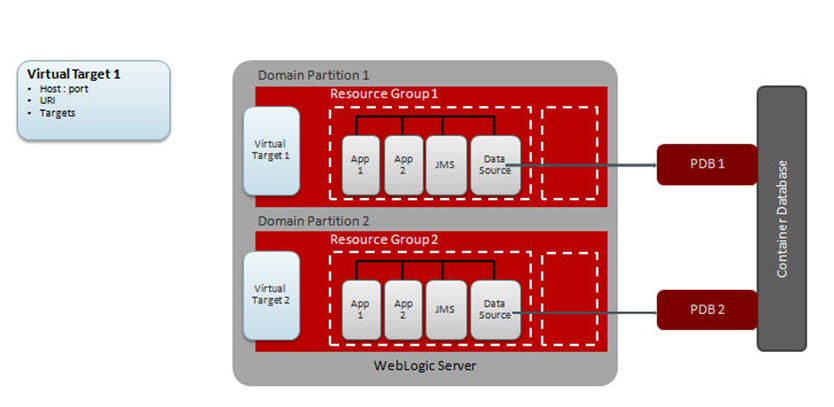 Virtual Target 1
• Host : port
• URI
• Targets
Domain Partition 1
Resource Group 1
Virtual
Target 1
App
1
App
2
JMS
Data
Source
PDB 1
Domain Partition 2
Resource Group 2
Virtual
Target 2
App
1
App
2
JMS
Data
Source
PDB 2
Container Database
WebLogic Server